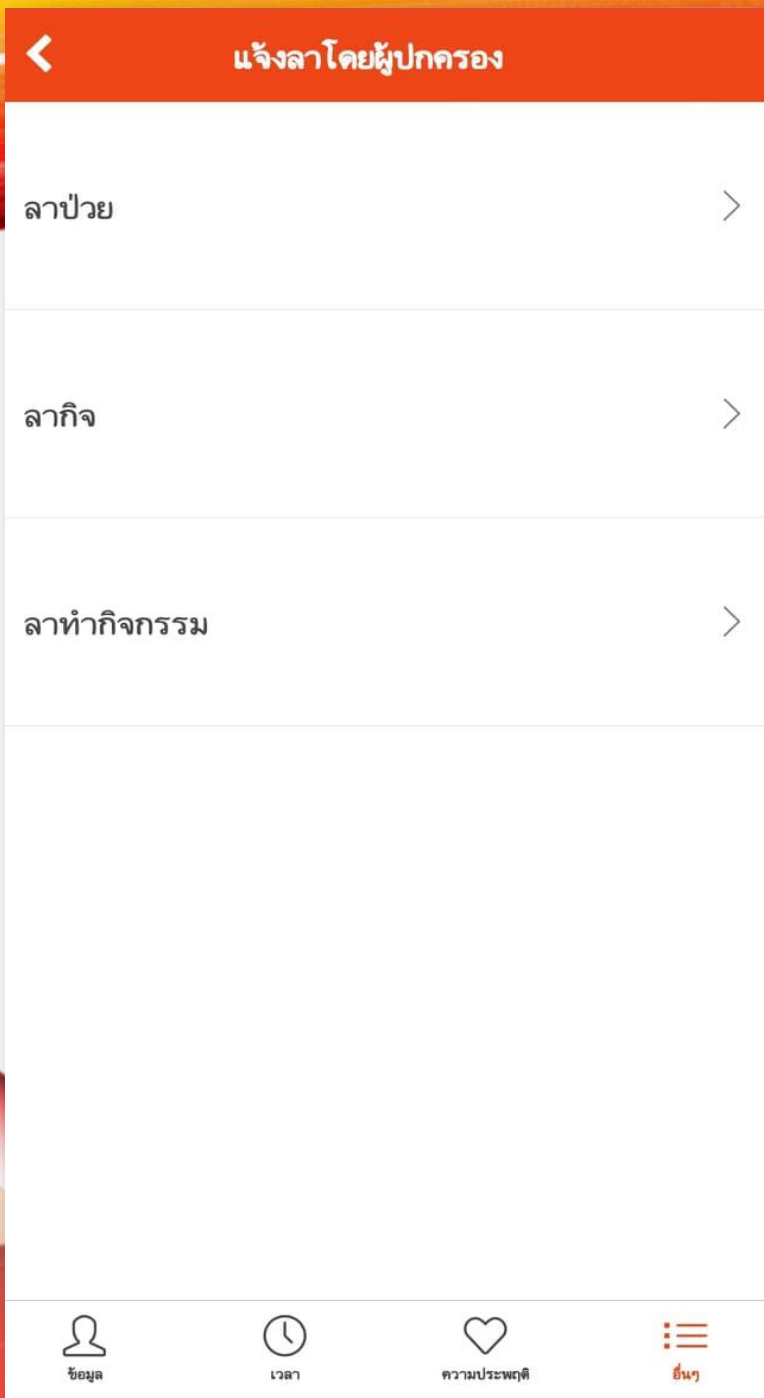 แจ้งลาโดยผู้ปกครอง
ลาป่วย
ลากิจ
ลาทำกิจกรรม
ข้อมูล
เวลา
ความประพฤติ
อื่นๆ